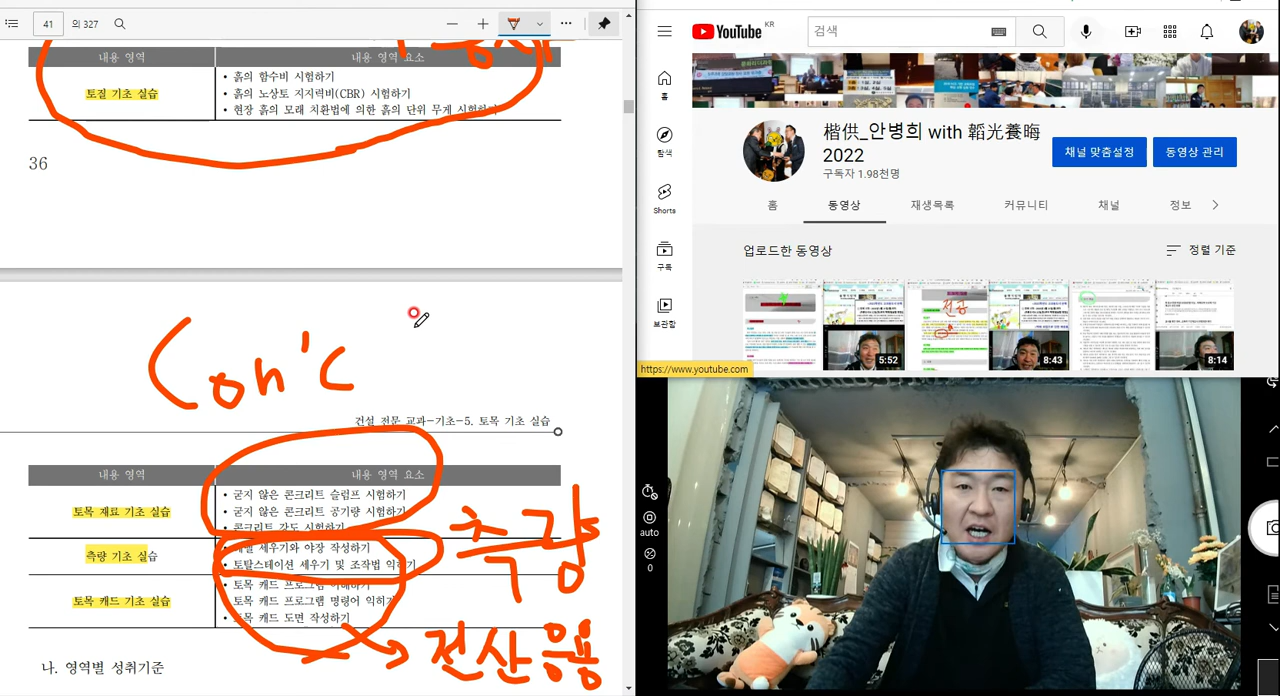 41 의 327
내용 영역 내용 영역 요소
토질 기초 실습
• 흙의 함수비 시험하기
• 흙의 노상토 지지력비(CBR) 시험하기
• 현장 흙의 모래 치환법에 의한 흙의 단위 무게 시험하기
36
Con'c
건설 전문 교과-기초-5. 토목 기초 실습
내용 영역 내용 영역 요소
토목 재료 기초 실습
• 굳지 않은 콘크리트 슬럼프 시험하기
• 굳지 않은 콘크리트 공기량 시험하기
• 콘크리트 강도 시험하기
측량 기초 실습
세우기와 야장 작성하기
• 토탈스테이션 세우기 및 조작법 익히기
측량
토목 캐드 기초 실습
• 토목 캐드 프로그램 이해하기
• 토목 캐드 프로그램 명령어 익히기
• 토목 캐드 도면 작성하기
전산응용
나. 영역별 성취기준
YouTube KR
검색
홈
탐색
Shorts
구독
보관함
楷供_안병희 with 韜光養晦
2022
구독자 1.98천명
채널 맞춤설정 동영상 관리
홈 동영상 재생목록 커뮤니티 채널 정보
업로드한 동영상 정렬 기준
전공
5:52
8:43
8:14
https://www.youtube.com
auto
0